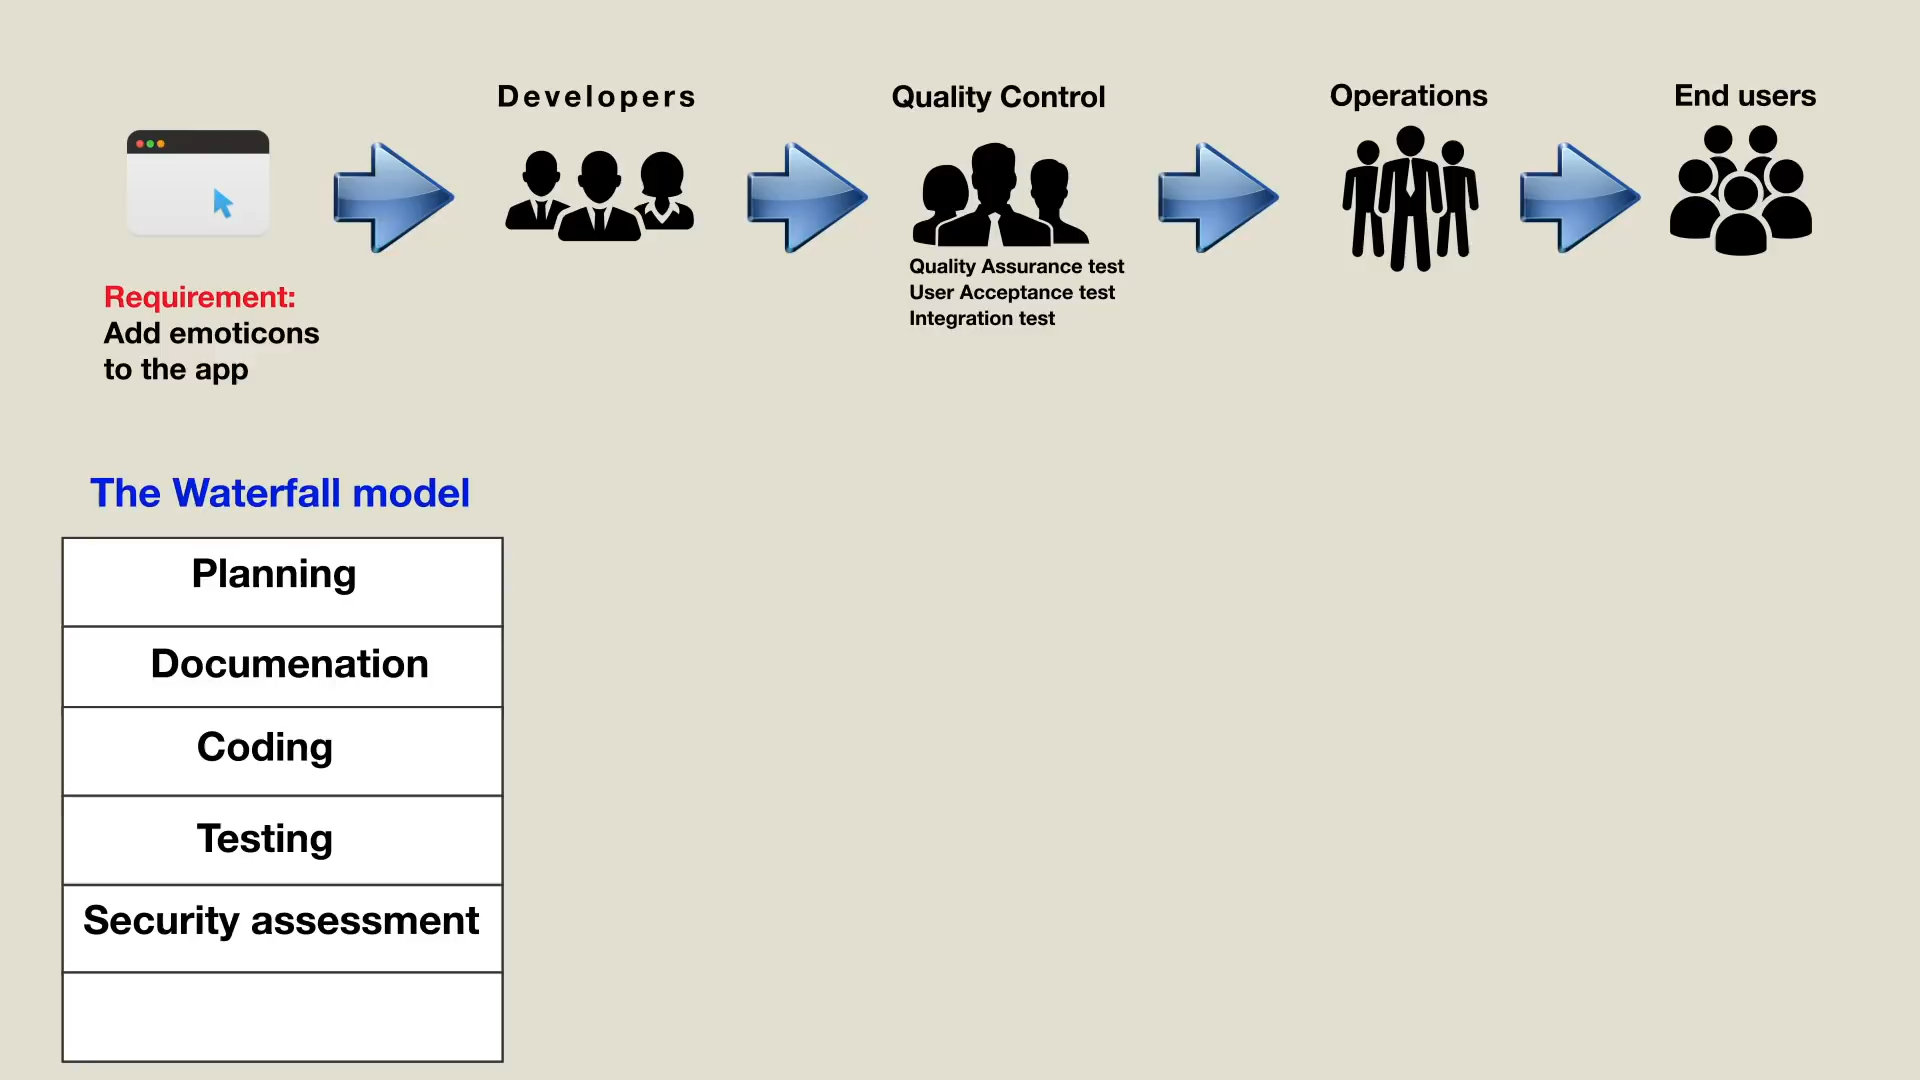 Developers
Quality Control
Operations
End users
Quality Assurance test
User Acceptance test
Integration test
Requirement:
Add emoticons
to the app
The Waterfall model
Planning
Documenation
Coding
Testing
Security assessment